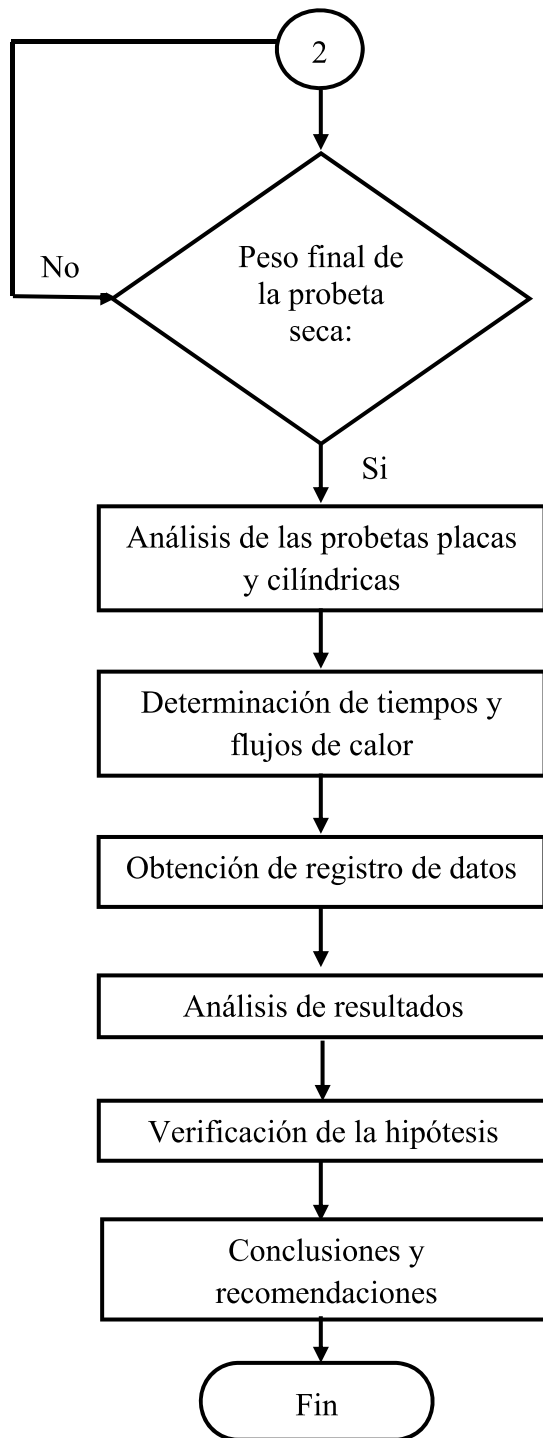 2
No
Peso final de
la probeta
seca:
Si
Análisis de las probetas placas
y cilíndricas
Determinación de tiempos y
flujos de calor
Obtención de registro de datos
Análisis de resultados
Verificación de la hipótesis
Conclusiones y
recomendaciones
Fin